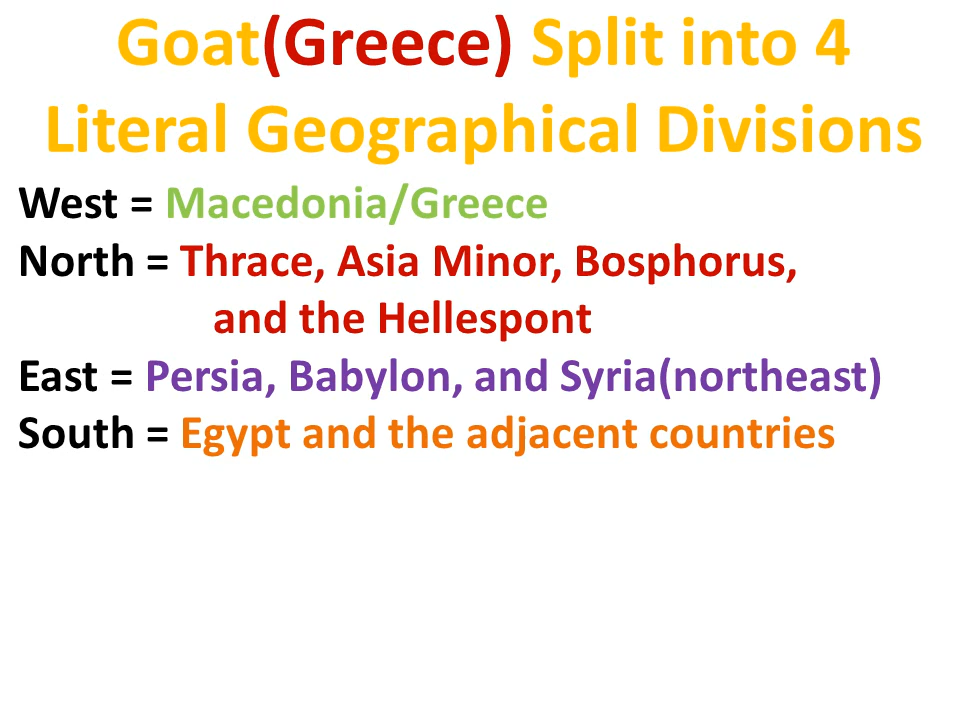 Goat(Greece) Split into 4
Literal Geographical Divisions
West = Macedonia/Greece
North = Thrace, Asia Minor, Bosphorus,
and the Hellespont
East = Persia, Babylon, and Syria(northeast)
South = Egypt and the adjacent countries